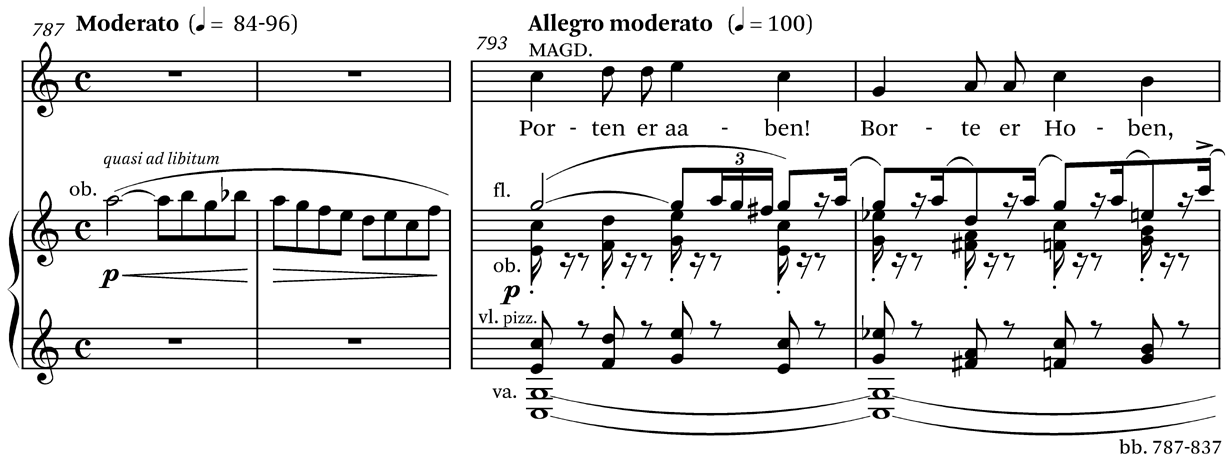 787 Moderato (♩ = 84-96) Allegro moderato (♩ = 100)
793 MAGD.
Por - ten er aa - ben! Bor - te er Ho - ben,
quasi ad libitum
ob. fl. 3
ob.
p p
vl. pizz.
va.
bb. 787-837